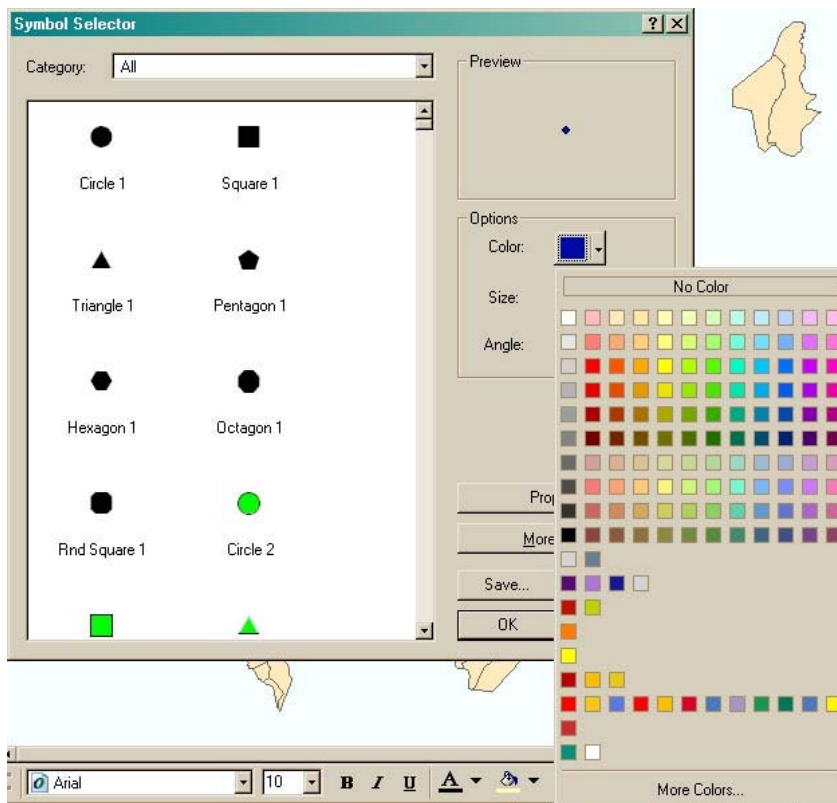 Symbol Selector
Category: All
Circle 1 Square 1
Triangle 1 Pentagon 1
Hexagon 1 Octagon 1
Rnd Square 1 Circle 2
Preview
Options
Color:
Size:
Angle:
No Color
More
Save...
OK
More Colors...
Arial 10 B I U A